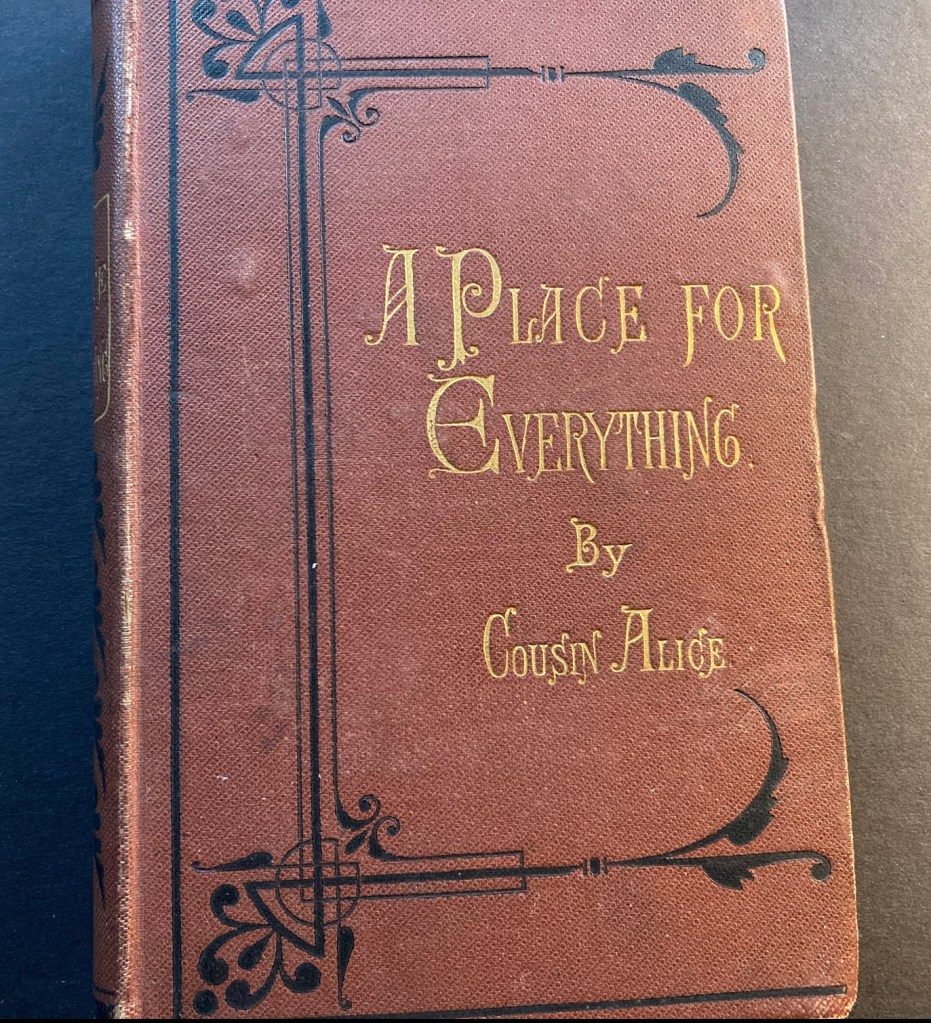 A PLACE FOR
EVERYTHING.
By
COUSIN ALICE.